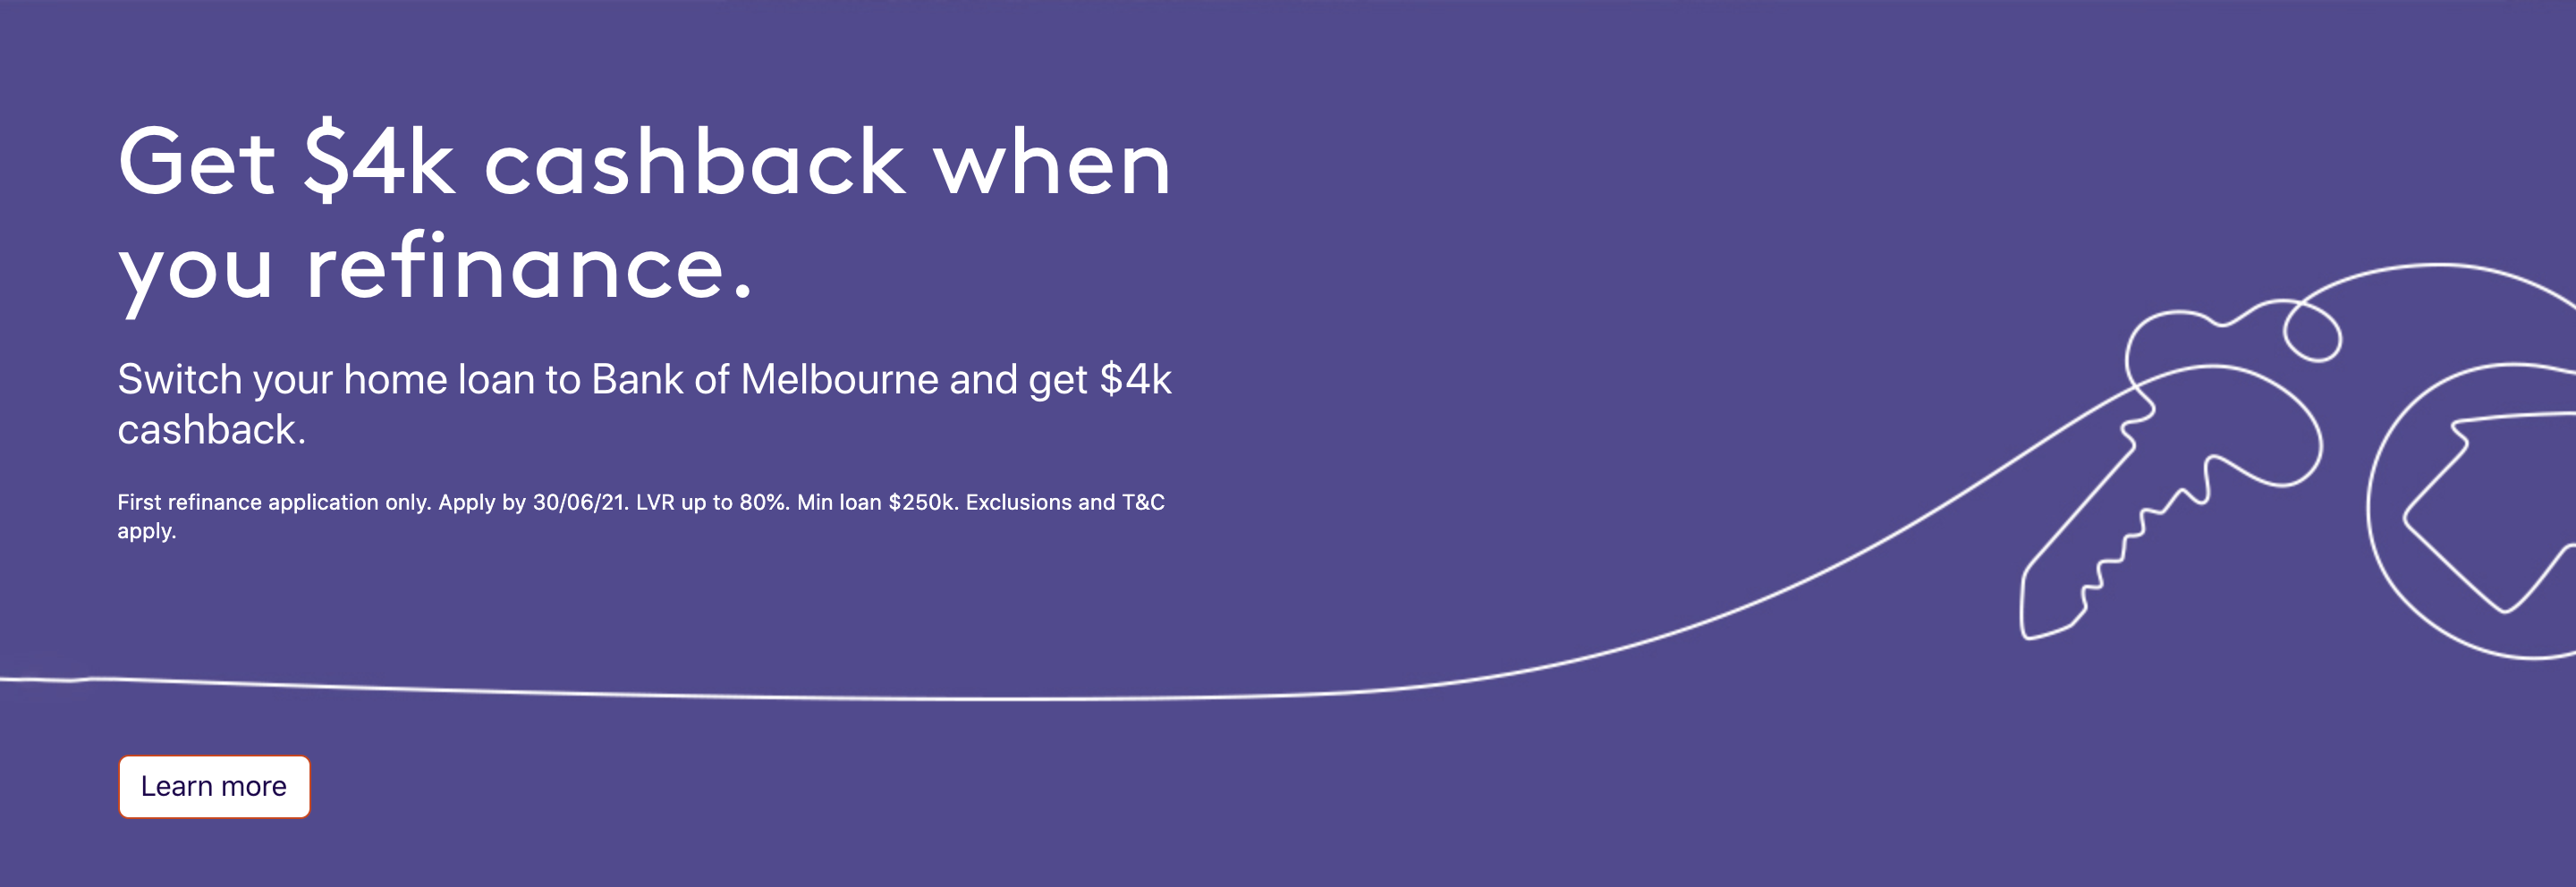 Get $4k cashback when
you refinance.
Switch your home loan to Bank of Melbourne and get $4k
cashback.
First refinance application only. Apply by 30/06/21. LVR up to 80%. Min loan $250k. Exclusions and T&C
apply.
Learn more